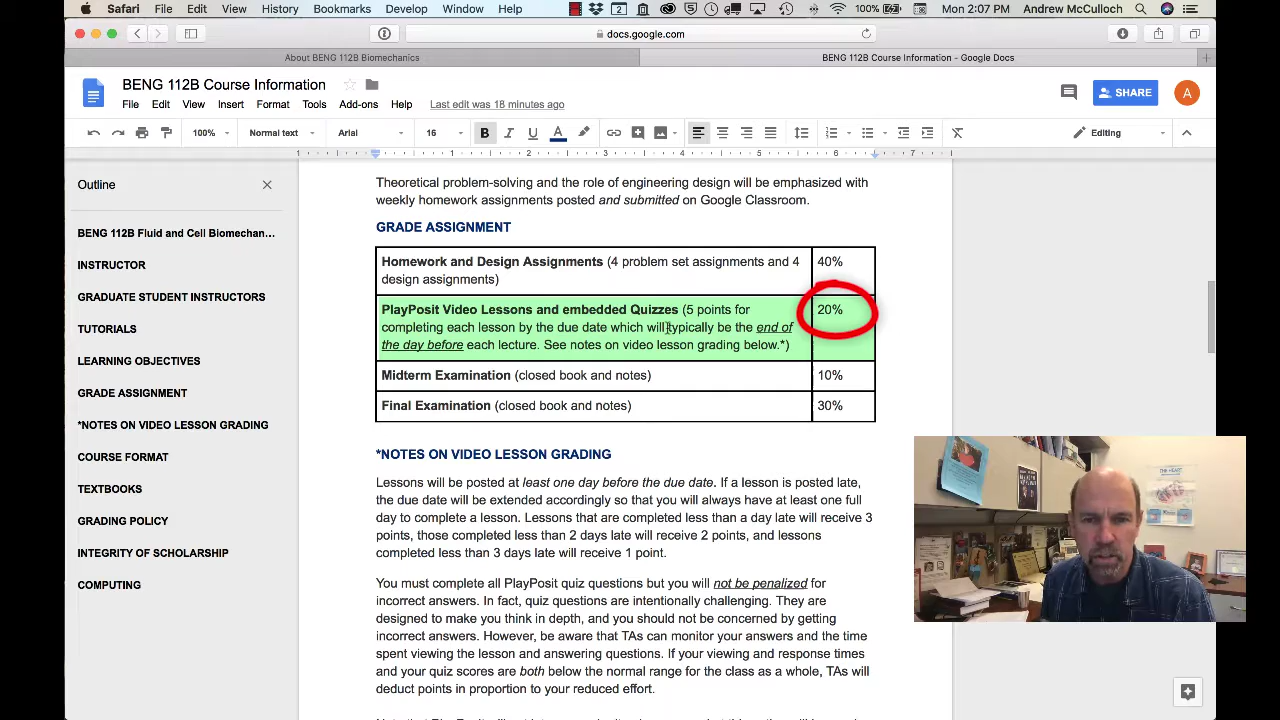 Safari File Edit View History Bookmarks Develop Window Help 2 5 100% Mon 2:07 PM Andrew McCulloch
docs.google.com
About BENG 112B Biomechanics
BENG 112B Course Information - Google Docs
BENG 112B Course Information
File Edit View Insert Format Tools Add-ons Help Last edit was 18 minutes ago
SHARE
A
100% Normal text Arial 16 B I U A Editing
1 1 2 3 4 5 6 7
Outline
BENG 112B Fluid and Cell Biomechan...
INSTRUCTOR
GRADUATE STUDENT INSTRUCTORS
TUTORIALS
LEARNING OBJECTIVES
GRADE ASSIGNMENT
*NOTES ON VIDEO LESSON GRADING
COURSE FORMAT
TEXTBOOKS
GRADING POLICY
INTEGRITY OF SCHOLARSHIP
COMPUTING
Theoretical problem-solving and the role of engineering design will be emphasized with
weekly homework assignments posted and submitted on Google Classroom.
GRADE ASSIGNMENT
Homework and Design Assignments (4 problem set assignments and 4 40%
design assignments)
PlayPosit Video Lessons and embedded Quizzes (5 points for 20%
completing each lesson by the due date which will typically be the end of
the day before each lecture. See notes on video lesson grading below.*)
Midterm Examination (closed book and notes) 10%
Final Examination (closed book and notes) 30%
*NOTES ON VIDEO LESSON GRADING
Lessons will be posted at least one day before the due date. If a lesson is posted late,
the due date will be extended accordingly so that you will always have at least one full
day to complete a lesson. Lessons that are completed less than a day late will receive 3
points, those completed less than 2 days late will receive 2 points, and lessons
completed less than 3 days late will receive 1 point.
You must complete all PlayPosit quiz questions but you will not be penalized for
incorrect answers. In fact, quiz questions are intentionally challenging. They are
designed to make you think in depth, and you should not be concerned by getting
incorrect answers. However, be aware that TAs can monitor your answers and the time
spent viewing the lesson and answering questions. If your viewing and response times
and your quiz scores are both below the normal range for the class as a whole, TAs will
deduct points in proportion to your reduced effort.